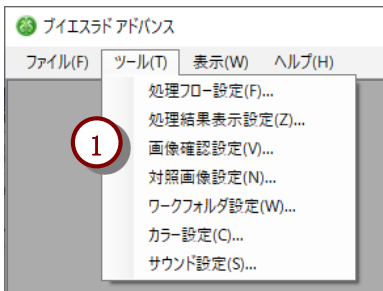 ブイエスラド アドバンス
ファイル(F) ツール(T) 表示(W) ヘルプ(H)
処理フロー設定(F)...
処理結果表示設定(Z)...
1
画像確認設定(V)...
対照画像設定(N)...
ワークフォルダ設定(W)...
カラー設定(C)...
サウンド設定(S)...